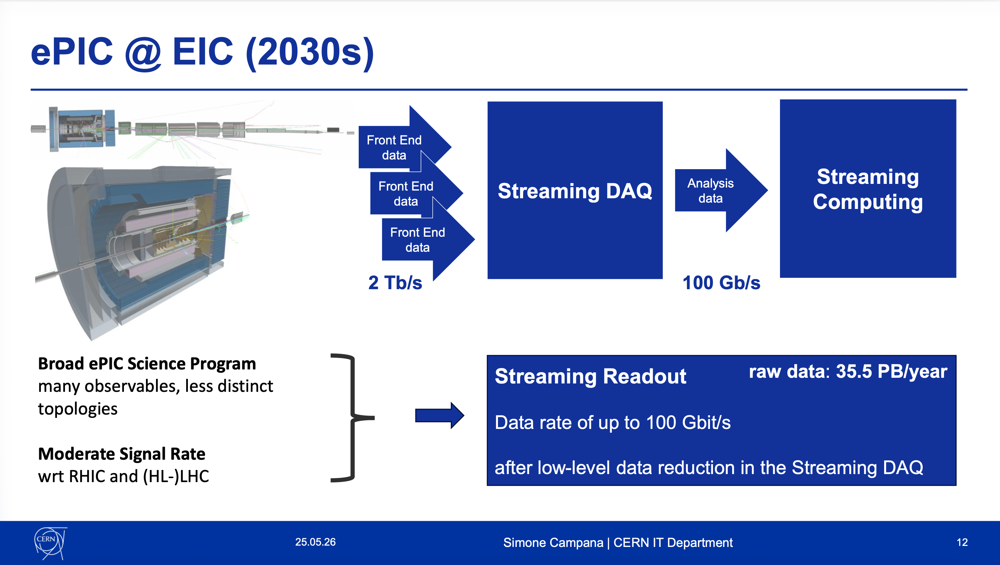 ePIC @ EIC (2030s)
Front End
data
Front End
data
Front End
data
2 Tb/s
Streaming DAQ
Analysis
data
100 Gb/s
Streaming
Computing
Broad ePIC Science Program
many observables, less distinct
topologies
Moderate Signal Rate
wrt RHIC and (HL-)LHC
Streaming Readout
raw data: 35.5 PB/year
Data rate of up to 100 Gbit/s
after low-level data reduction in the Streaming DAQ
CERN
25.05.26
Simone Campana | CERN IT Department
12